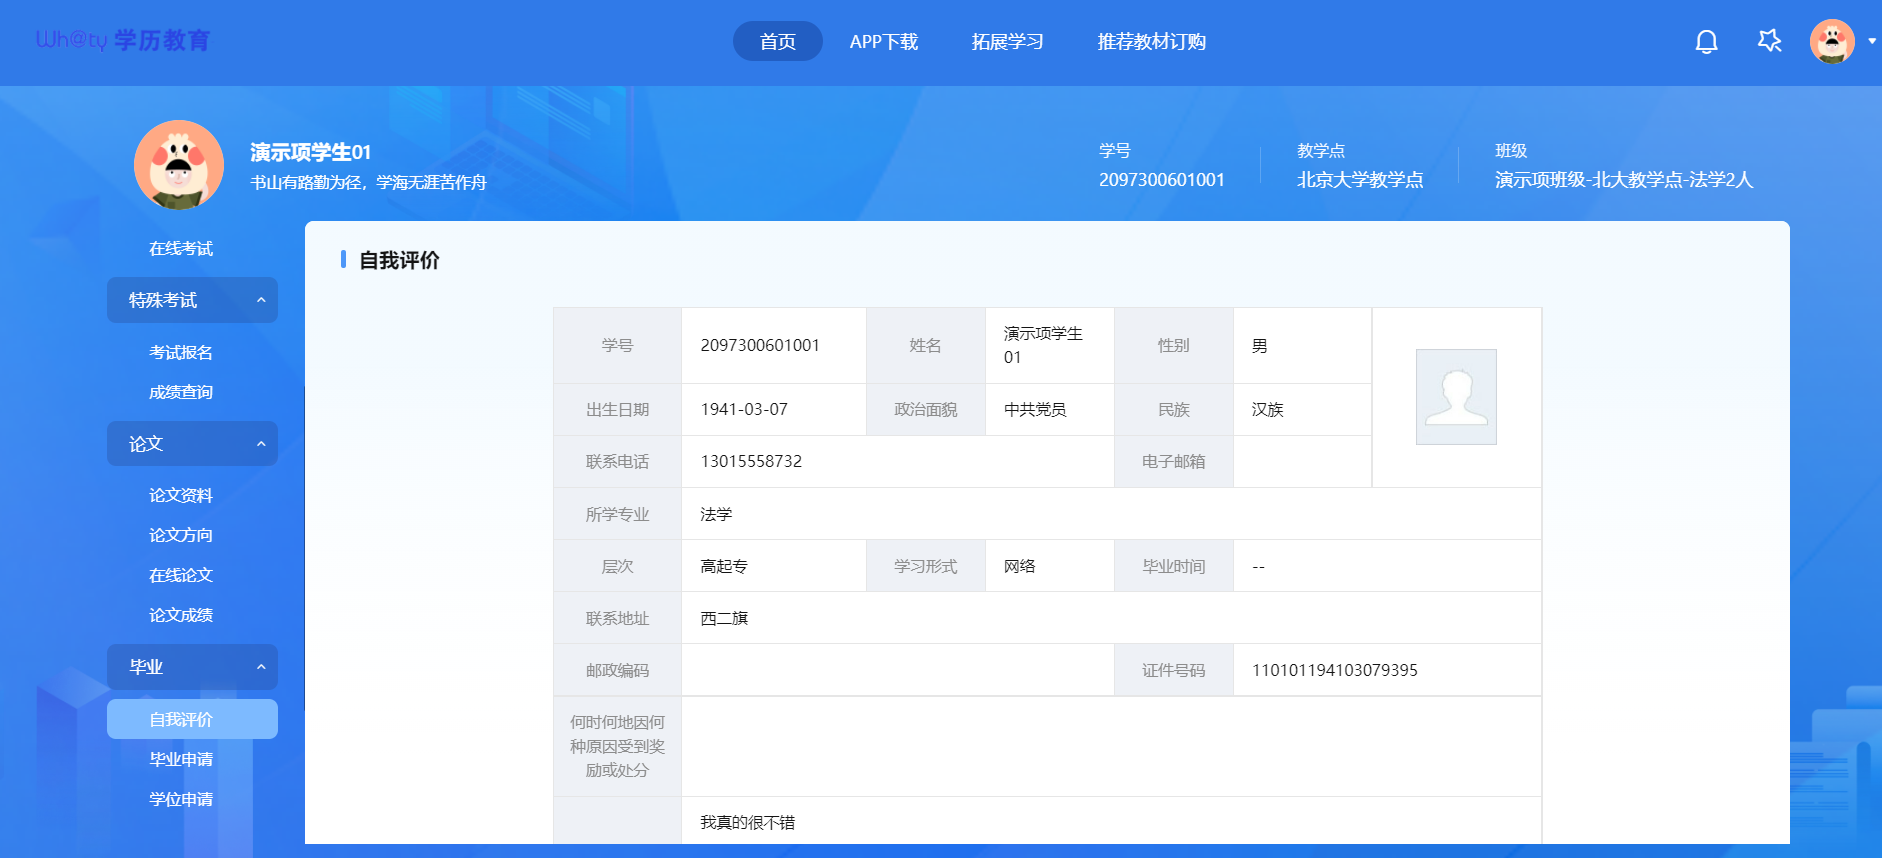 Wh@ty 学历教育
首页
APP下载
拓展学习
推荐教材订购
演示项学生01
书山有路勤为径，学海无涯苦作舟
学号
2097300601001
教学点
北京大学教学点
班级
演示项班级-北大教学点-法学2人
在线考试
特殊考试
考试报名
成绩查询
论文
论文资料
论文方向
在线论文
论文成绩
毕业
自我评价
毕业申请
学位申请
自我评价
学号 2097300601001 姓名 演示项学生
01 性别 男
出生日期 1941-03-07 政治面貌 中共党员 民族 汉族
联系电话 13015558732 电子邮箱
所学专业 法学
层次 高起专 学习形式 网络 毕业时间 --
联系地址 西二旗
邮政编码 证件号码 110101194103079395
何时何地因何
种原因受到奖
励或处分
我真的很不错